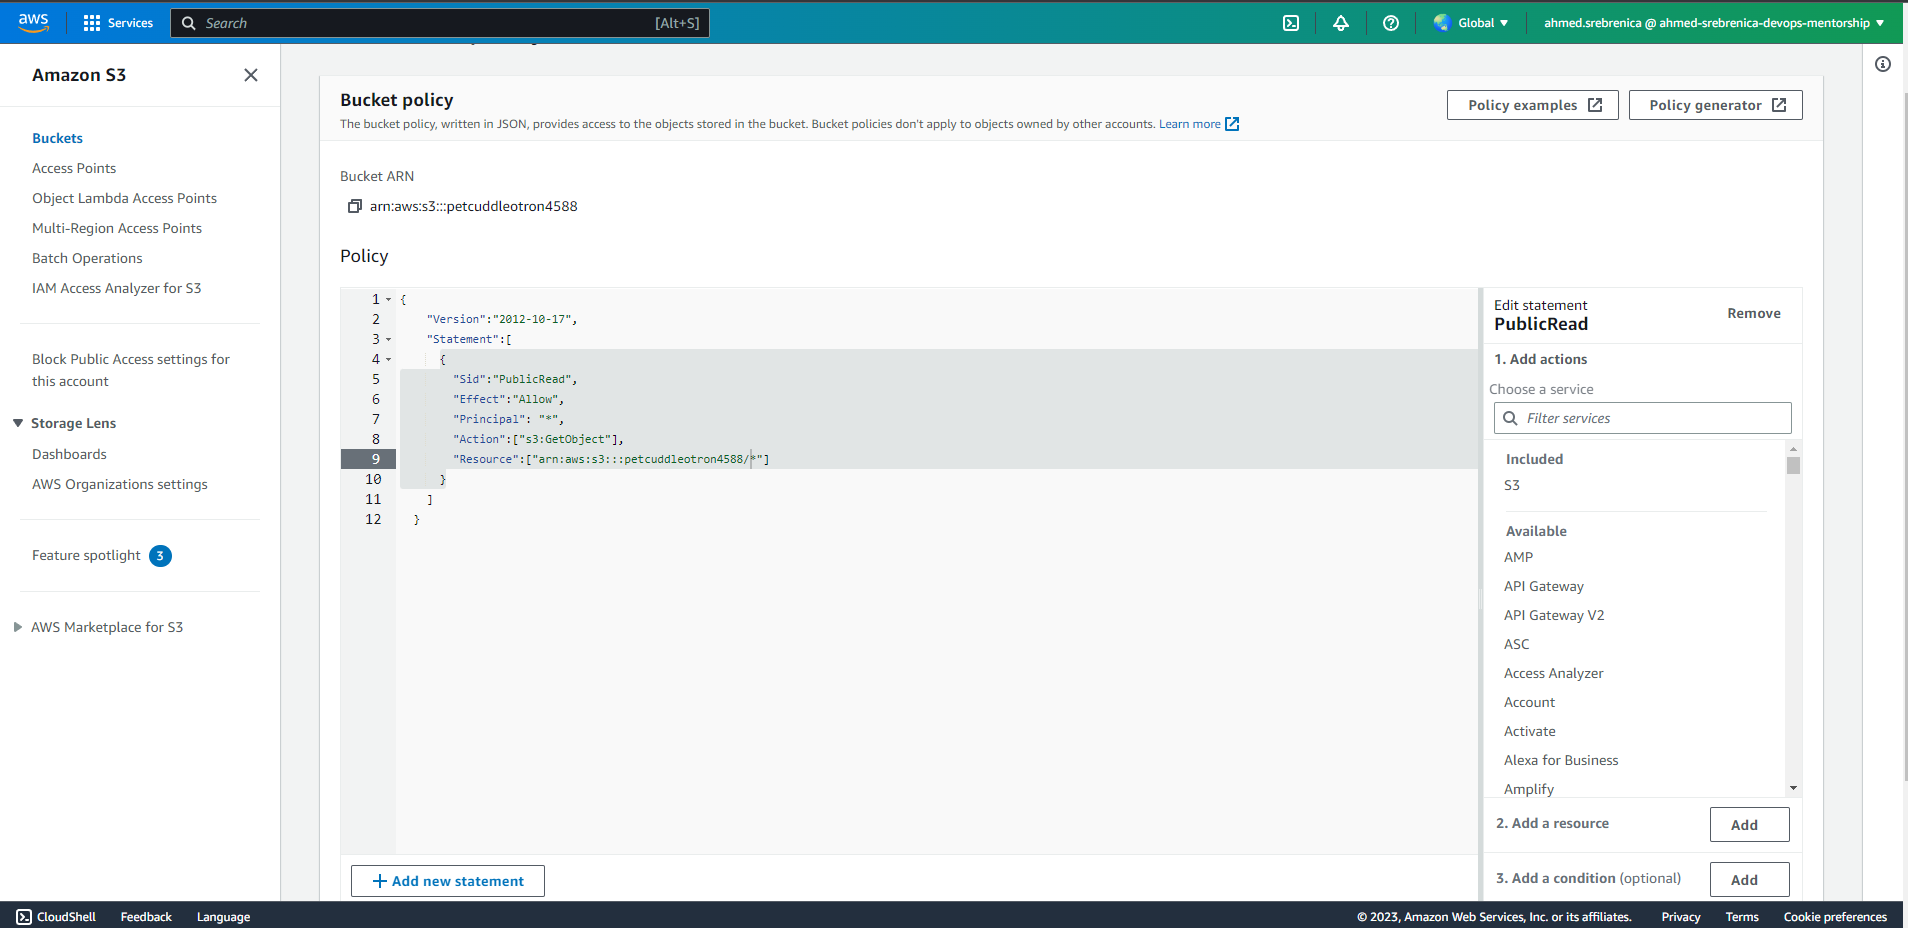 aws
Services
Search
[Alt+S]
Global
ahmed.srebrenica @ ahmed-srebrenica-devops-mentorship
Amazon S3
Buckets
Access Points
Object Lambda Access Points
Multi-Region Access Points
Batch Operations
IAM Access Analyzer for S3
Block Public Access settings for
this account
Storage Lens
Dashboards
AWS Organizations settings
Feature spotlight 3
AWS Marketplace for S3
Bucket policy
The bucket policy, written in JSON, provides access to the objects stored in the bucket. Bucket policies don't apply to objects owned by other accounts. Learn more
Policy examples
Policy generator
Bucket ARN
arn:aws:s3:::petcuddleotron4588
Policy
1 {
2 "Version":"2012-10-17",
3 "Statement":[
4 {
5 "Sid":"PublicRead",
6 "Effect":"Allow",
7 "Principal": "*",
8 "Action":["s3:GetObject"],
9 "Resource":["arn:aws:s3:::petcuddleotron4588/*"]
10 }
11 ]
12 }
Add new statement
Edit statement
PublicRead
Remove
1. Add actions
Choose a service
Filter services
Included
S3
Available
AMP
API Gateway
API Gateway V2
ASC
Access Analyzer
Account
Activate
Alexa for Business
Amplify
2. Add a resource
Add
3. Add a condition (optional)
Add
CloudShell
Feedback
Language
© 2023, Amazon Web Services, Inc. or its affiliates.
Privacy
Terms
Cookie preferences